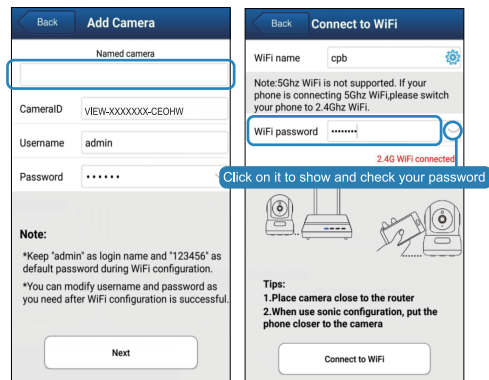 Back
Add Camera
Named camera
CameraID
VIEW-XXXXXXX-CEOHW
Username
admin
Password
••••••
Note:
*Keep "admin" as login name and "123456" as
default password during WiFi configuration.
*You can modify username and password as
you need after WiFi configuration is successful.
Next
Back
Connect to WiFi
WiFi name
cpb
Note:5Ghz WiFi is not supported. If your
phone is connecting 5Ghz WiFi,please switch
your phone to 2.4Ghz WiFi.
WiFi password
••••••••
2.4G WiFi connected
Click on it to show and check your password
Tips:
1.Place camera close to the router
2.When use sonic configuration, put the
phone closer to the camera
Connect to WiFi